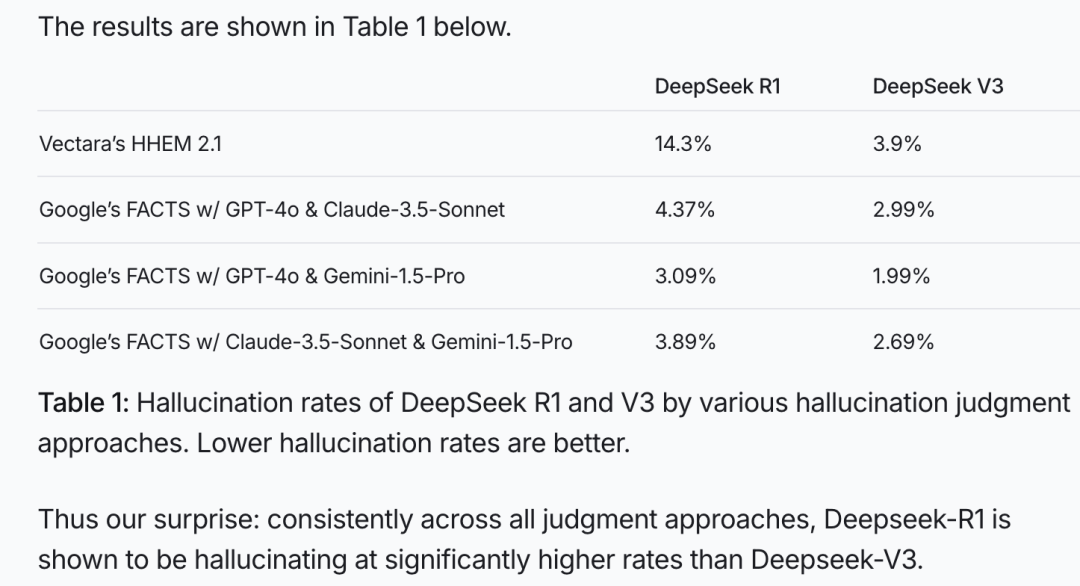 The results are shown in Table 1 below.
DeepSeek R1 DeepSeek V3
Vectara’s HHEM 2.1 14.3% 3.9%
Google’s FACTS w/ GPT-4o & Claude-3.5-Sonnet 4.37% 2.99%
Google’s FACTS w/ GPT-4o & Gemini-1.5-Pro 3.09% 1.99%
Google’s FACTS w/ Claude-3.5-Sonnet & Gemini-1.5-Pro 3.89% 2.69%
Table 1: Hallucination rates of DeepSeek R1 and V3 by various hallucination judgment
approaches. Lower hallucination rates are better.
Thus our surprise: consistently across all judgment approaches, Deepseek-R1 is
shown to be hallucinating at significantly higher rates than Deepseek-V3.